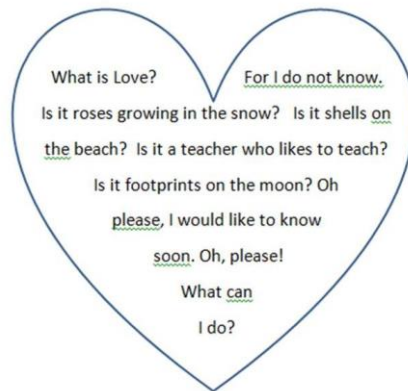 What is Love? For I do not know.
Is it roses growing in the snow? Is it shells on
the beach? Is it a teacher who likes to teach?
Is it footprints on the moon? Oh
please, I would like to know
soon. Oh, please!
What can
I do?